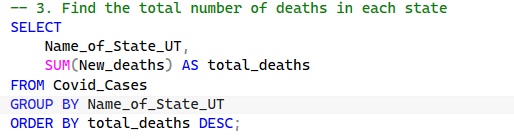 -- 3. Find the total number of deaths in each state
SELECT
    Name_of_State_UT,
    SUM(New_deaths) AS total_deaths
FROM Covid_Cases
GROUP BY Name_of_State_UT
ORDER BY total_deaths DESC;